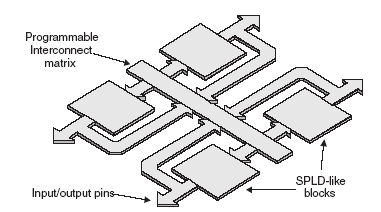 Programmable
Interconnect
matrix
Input/output pins
SPLD-like
blocks